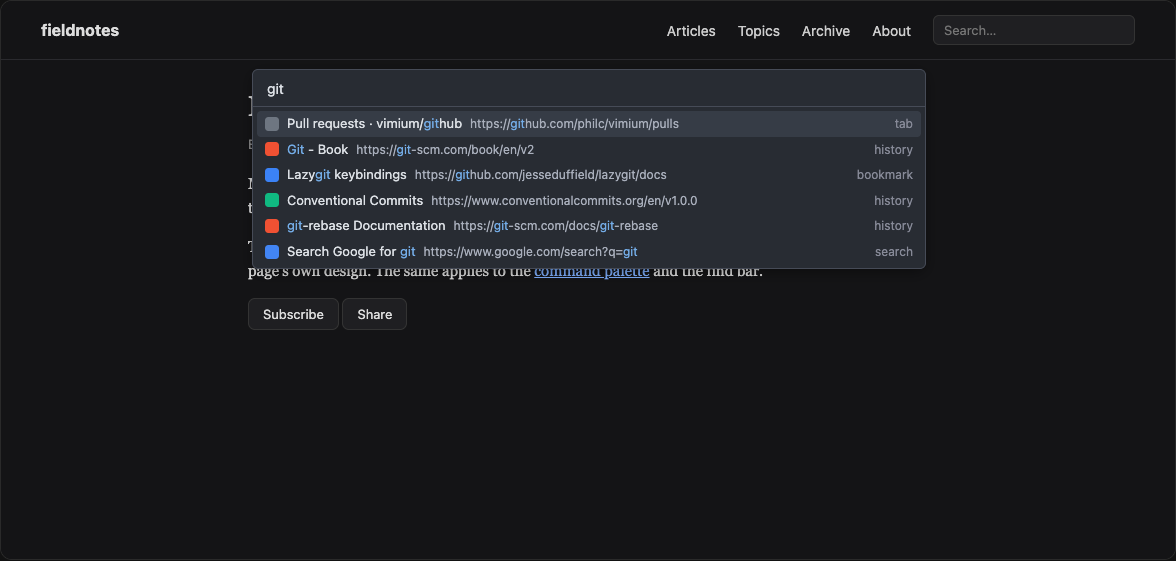 fieldnotes
Articles Topics Archive About Search...
git
Pull requests · vimium/github https://github.com/philc/vimium/pulls tab
Git - Book https://git-scm.com/book/en/v2 history
Lazygit keybindings https://github.com/jesseduffield/lazygit/docs bookmark
Conventional Commits https://www.conventionalcommits.org/en/v1.0.0 history
git-rebase Documentation https://git-scm.com/docs/git-rebase history
Search Google for git https://www.google.com/search?q=git search
page's own design. The same applies to the command palette and the find bar.
Subscribe Share